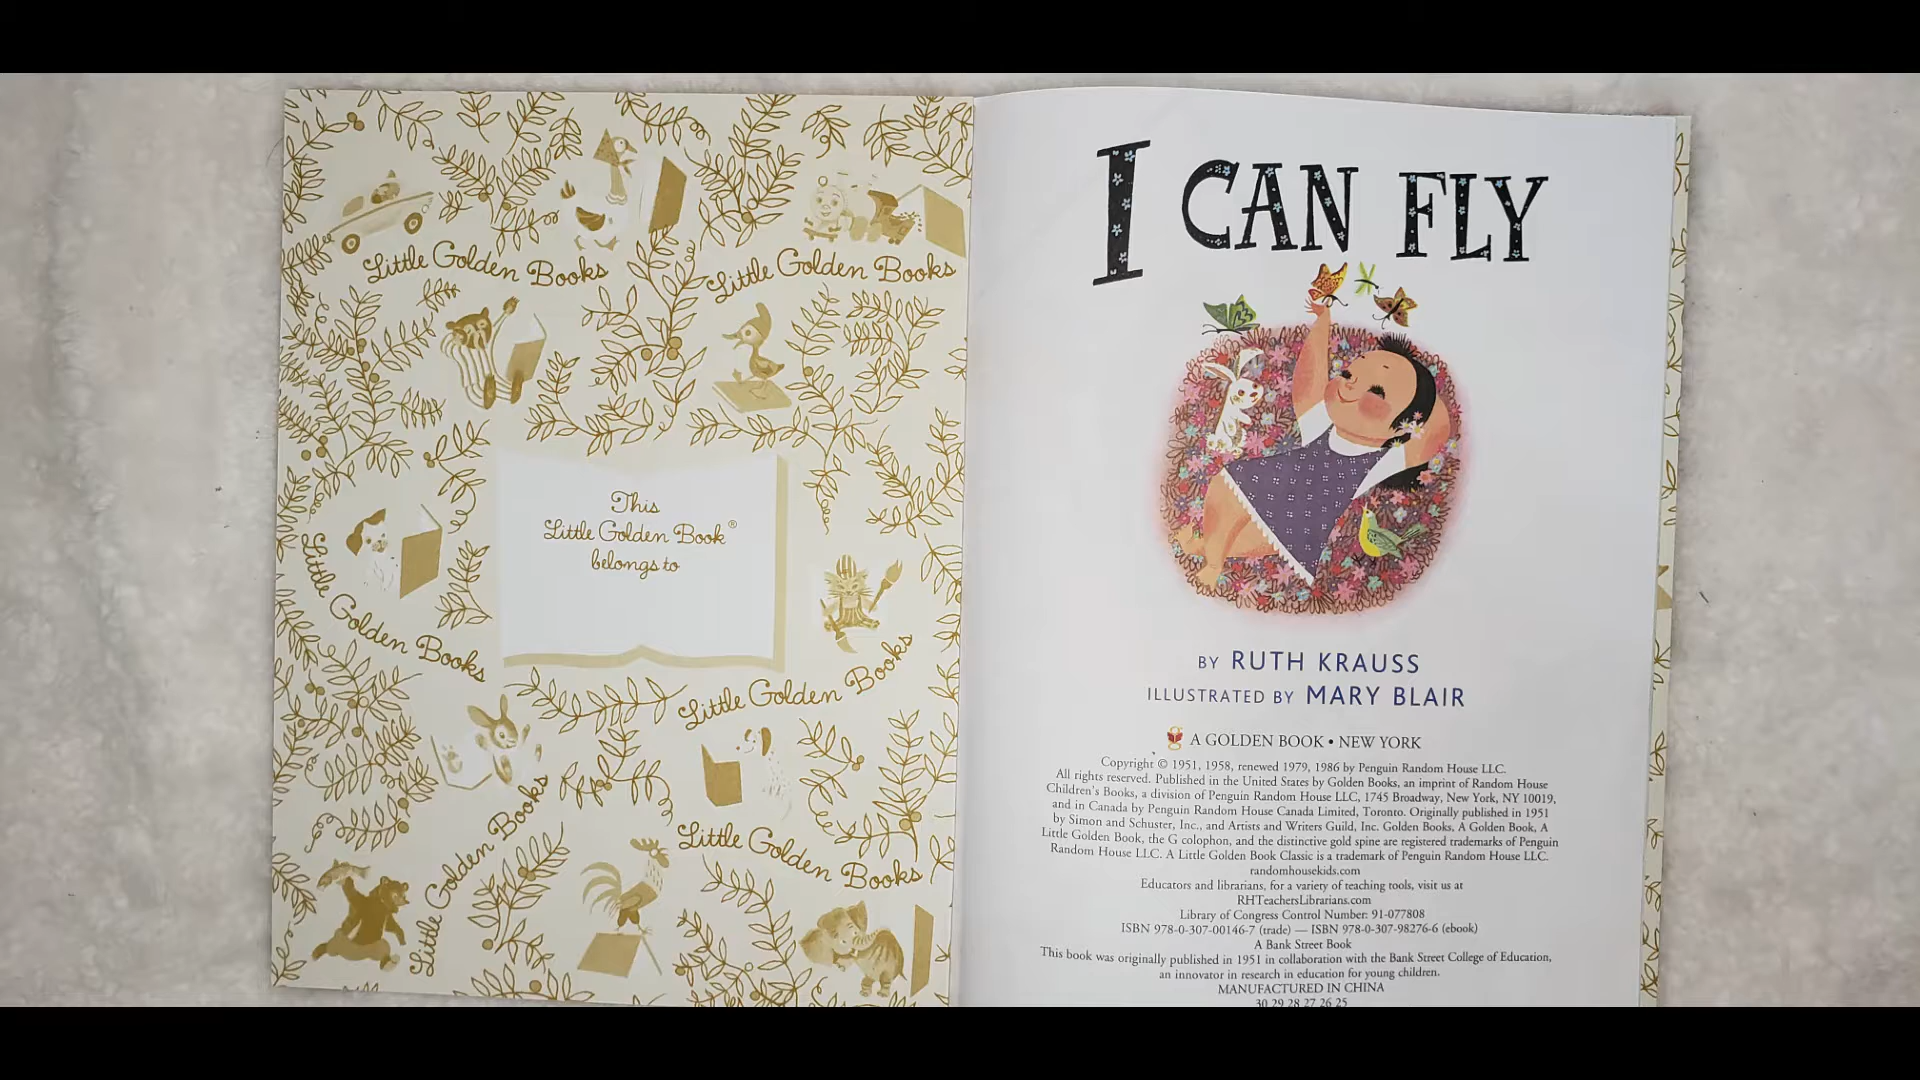 Little Golden Books
Little Golden Books
This
Little Golden Book®
belongs to
Little Golden Books
Little Golden Books
Little Golden Books
Little Golden Books
I CAN FLY
BY RUTH KRAUSS
ILLUSTRATED BY MARY BLAIR
A GOLDEN BOOK • NEW YORK
Copyright © 1951, 1958, renewed 1979, 1986 by Penguin Random House LLC.
All rights reserved. Published in the United States by Golden Books, an imprint of Random House
Children's Books, a division of Penguin Random House LLC, 1745 Broadway, New York, NY 10019,
and in Canada by Penguin Random House Canada Limited, Toronto. Originally published in 1951
by Simon and Schuster, Inc., and Artists and Writers Guild, Inc. Golden Books, A Golden Book, A
Little Golden Book, the G colophon, and the distinctive gold spine are registered trademarks of Penguin
Random House LLC. A Little Golden Book Classic is a trademark of Penguin Random House LLC.
randomhousekids.com
Educators and librarians, for a variety of teaching tools, visit us at
RHTeachersLibrarians.com
Library of Congress Control Number: 91-077808
ISBN 978-0-307-00146-7 (trade) — ISBN 978-0-307-98276-6 (ebook)
A Bank Street Book
This book was originally published in 1951 in collaboration with the Bank Street College of Education,
an innovator in research in education for young children.
MANUFACTURED IN CHINA
30 29 28 27 26 25